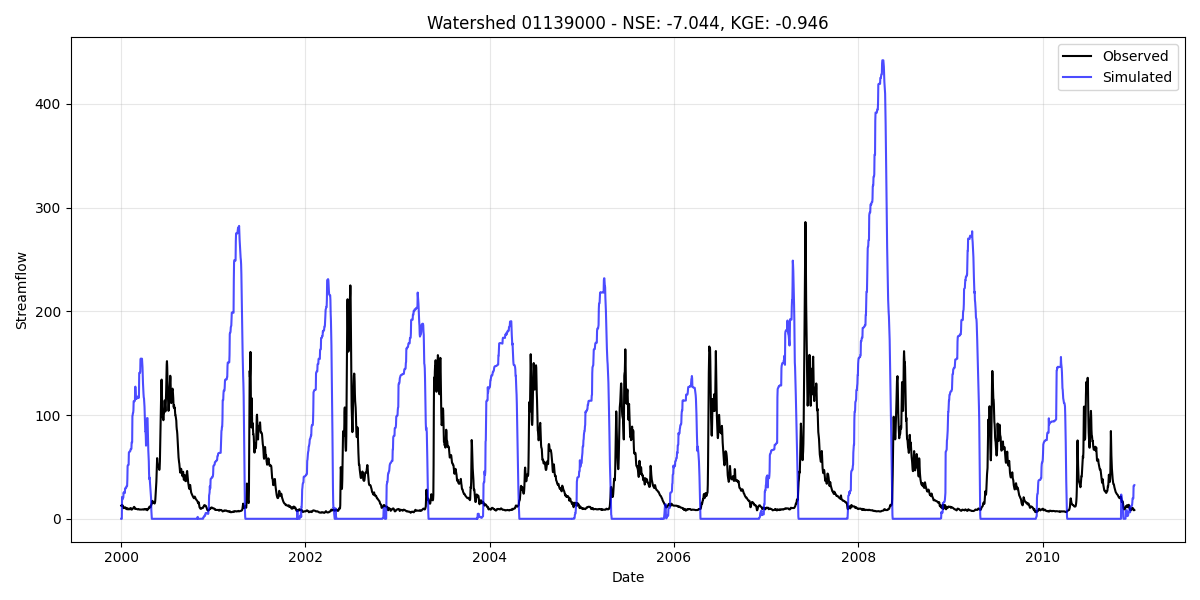 Watershed 01139000 - NSE: -7.044, KGE: -0.946
Observed
Simulated
Streamflow
400
300
200
100
0
2000
2002
2004
2006
2008
2010
Date